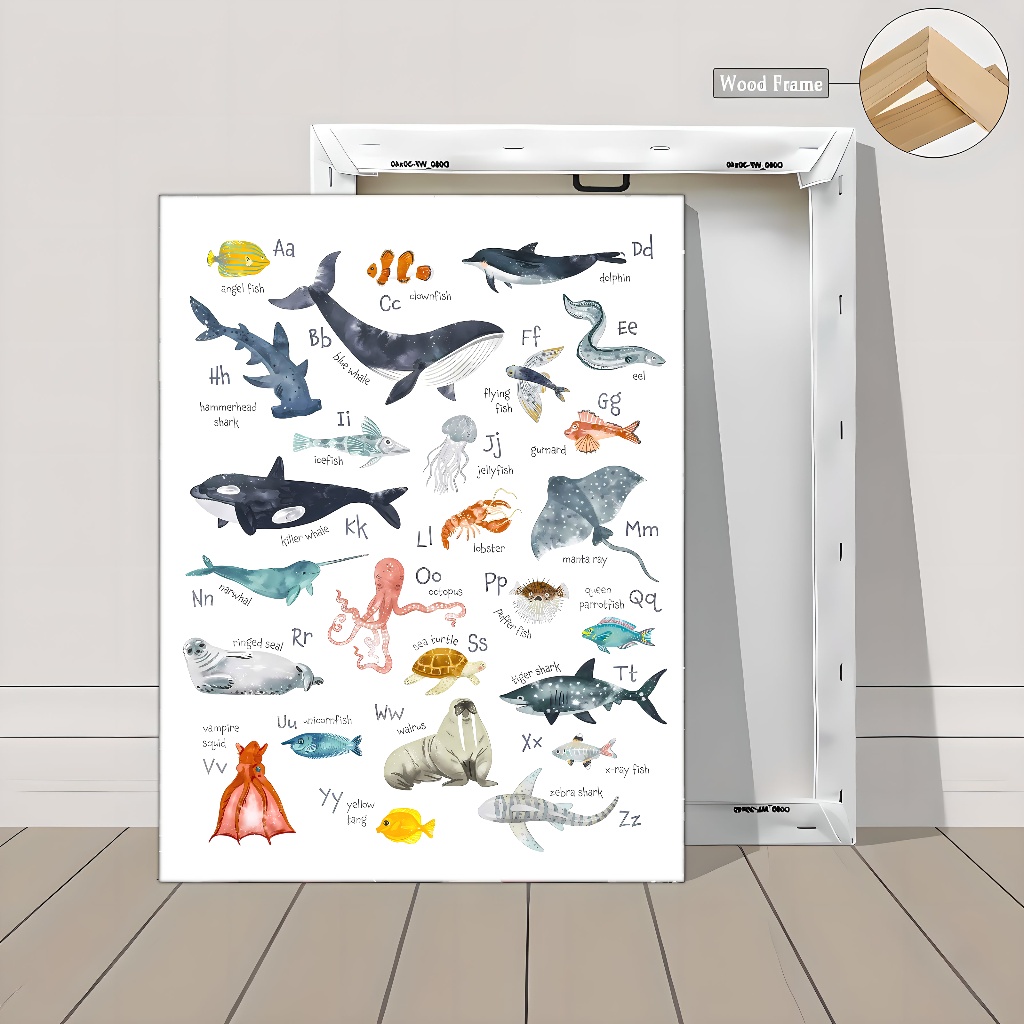 Wood Frame
Aa
angel fish
Bb
blue whale
Cc
clownfish
Dd
dolphin
Ee
eel
Ff
flying
fish
Gg
gurnard
Hh
hammerhead
shark
Ii
icefish
Jj
jellyfish
Kk
killer whale
Ll
lobster
Mm
manta ray
Nn
narwhal
Oo
octopus
Pp
puffer fish
Qq
queen
parrotfish
Rr
ringed seal
Ss
sea turtle
Tt
tiger shark
Uu
unicornfish
Vv
vampire
squid
Ww
walrus
Xx
x-ray fish
Yy
yellow
tang
Zz
zebra shark